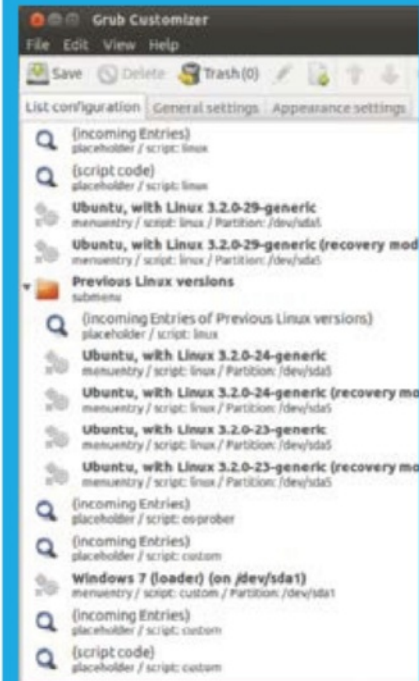 Grub Customizer
File Edit View Help
Save Delete Trash (0)
List configuration General settings Appearance settings
(incoming Entries)
placeholder / script: linux
(script code)
placeholder / script: linux
Ubuntu, with Linux 3.2.0-29-generic
menuentry / script: linux / Partition: /dev/sda5
Ubuntu, with Linux 3.2.0-29-generic (recovery mod
menuentry / script: linux / Partition: /dev/sda5
Previous Linux versions
submenu
(incoming Entries of Previous Linux versions)
placeholder / script: linux
Ubuntu, with Linux 3.2.0-24-generic
menuentry / script: linux / Partition: /dev/sda5
Ubuntu, with Linux 3.2.0-24-generic (recovery mo
menuentry / script: linux / Partition: /dev/sda5
Ubuntu, with Linux 3.2.0-23-generic
menuentry / script: linux / Partition: /dev/sda5
Ubuntu, with Linux 3.2.0-23-generic (recovery mo
menuentry / script: linux / Partition: /dev/sda5
(incoming Entries)
placeholder / script: os-prober
(incoming Entries)
placeholder / script: custom
Windows 7 (loader) (on /dev/sda1)
menuentry / script: custom / Partition: /dev/sda1
(incoming Entries)
placeholder / script: custom
(script code)
placeholder / script: custom